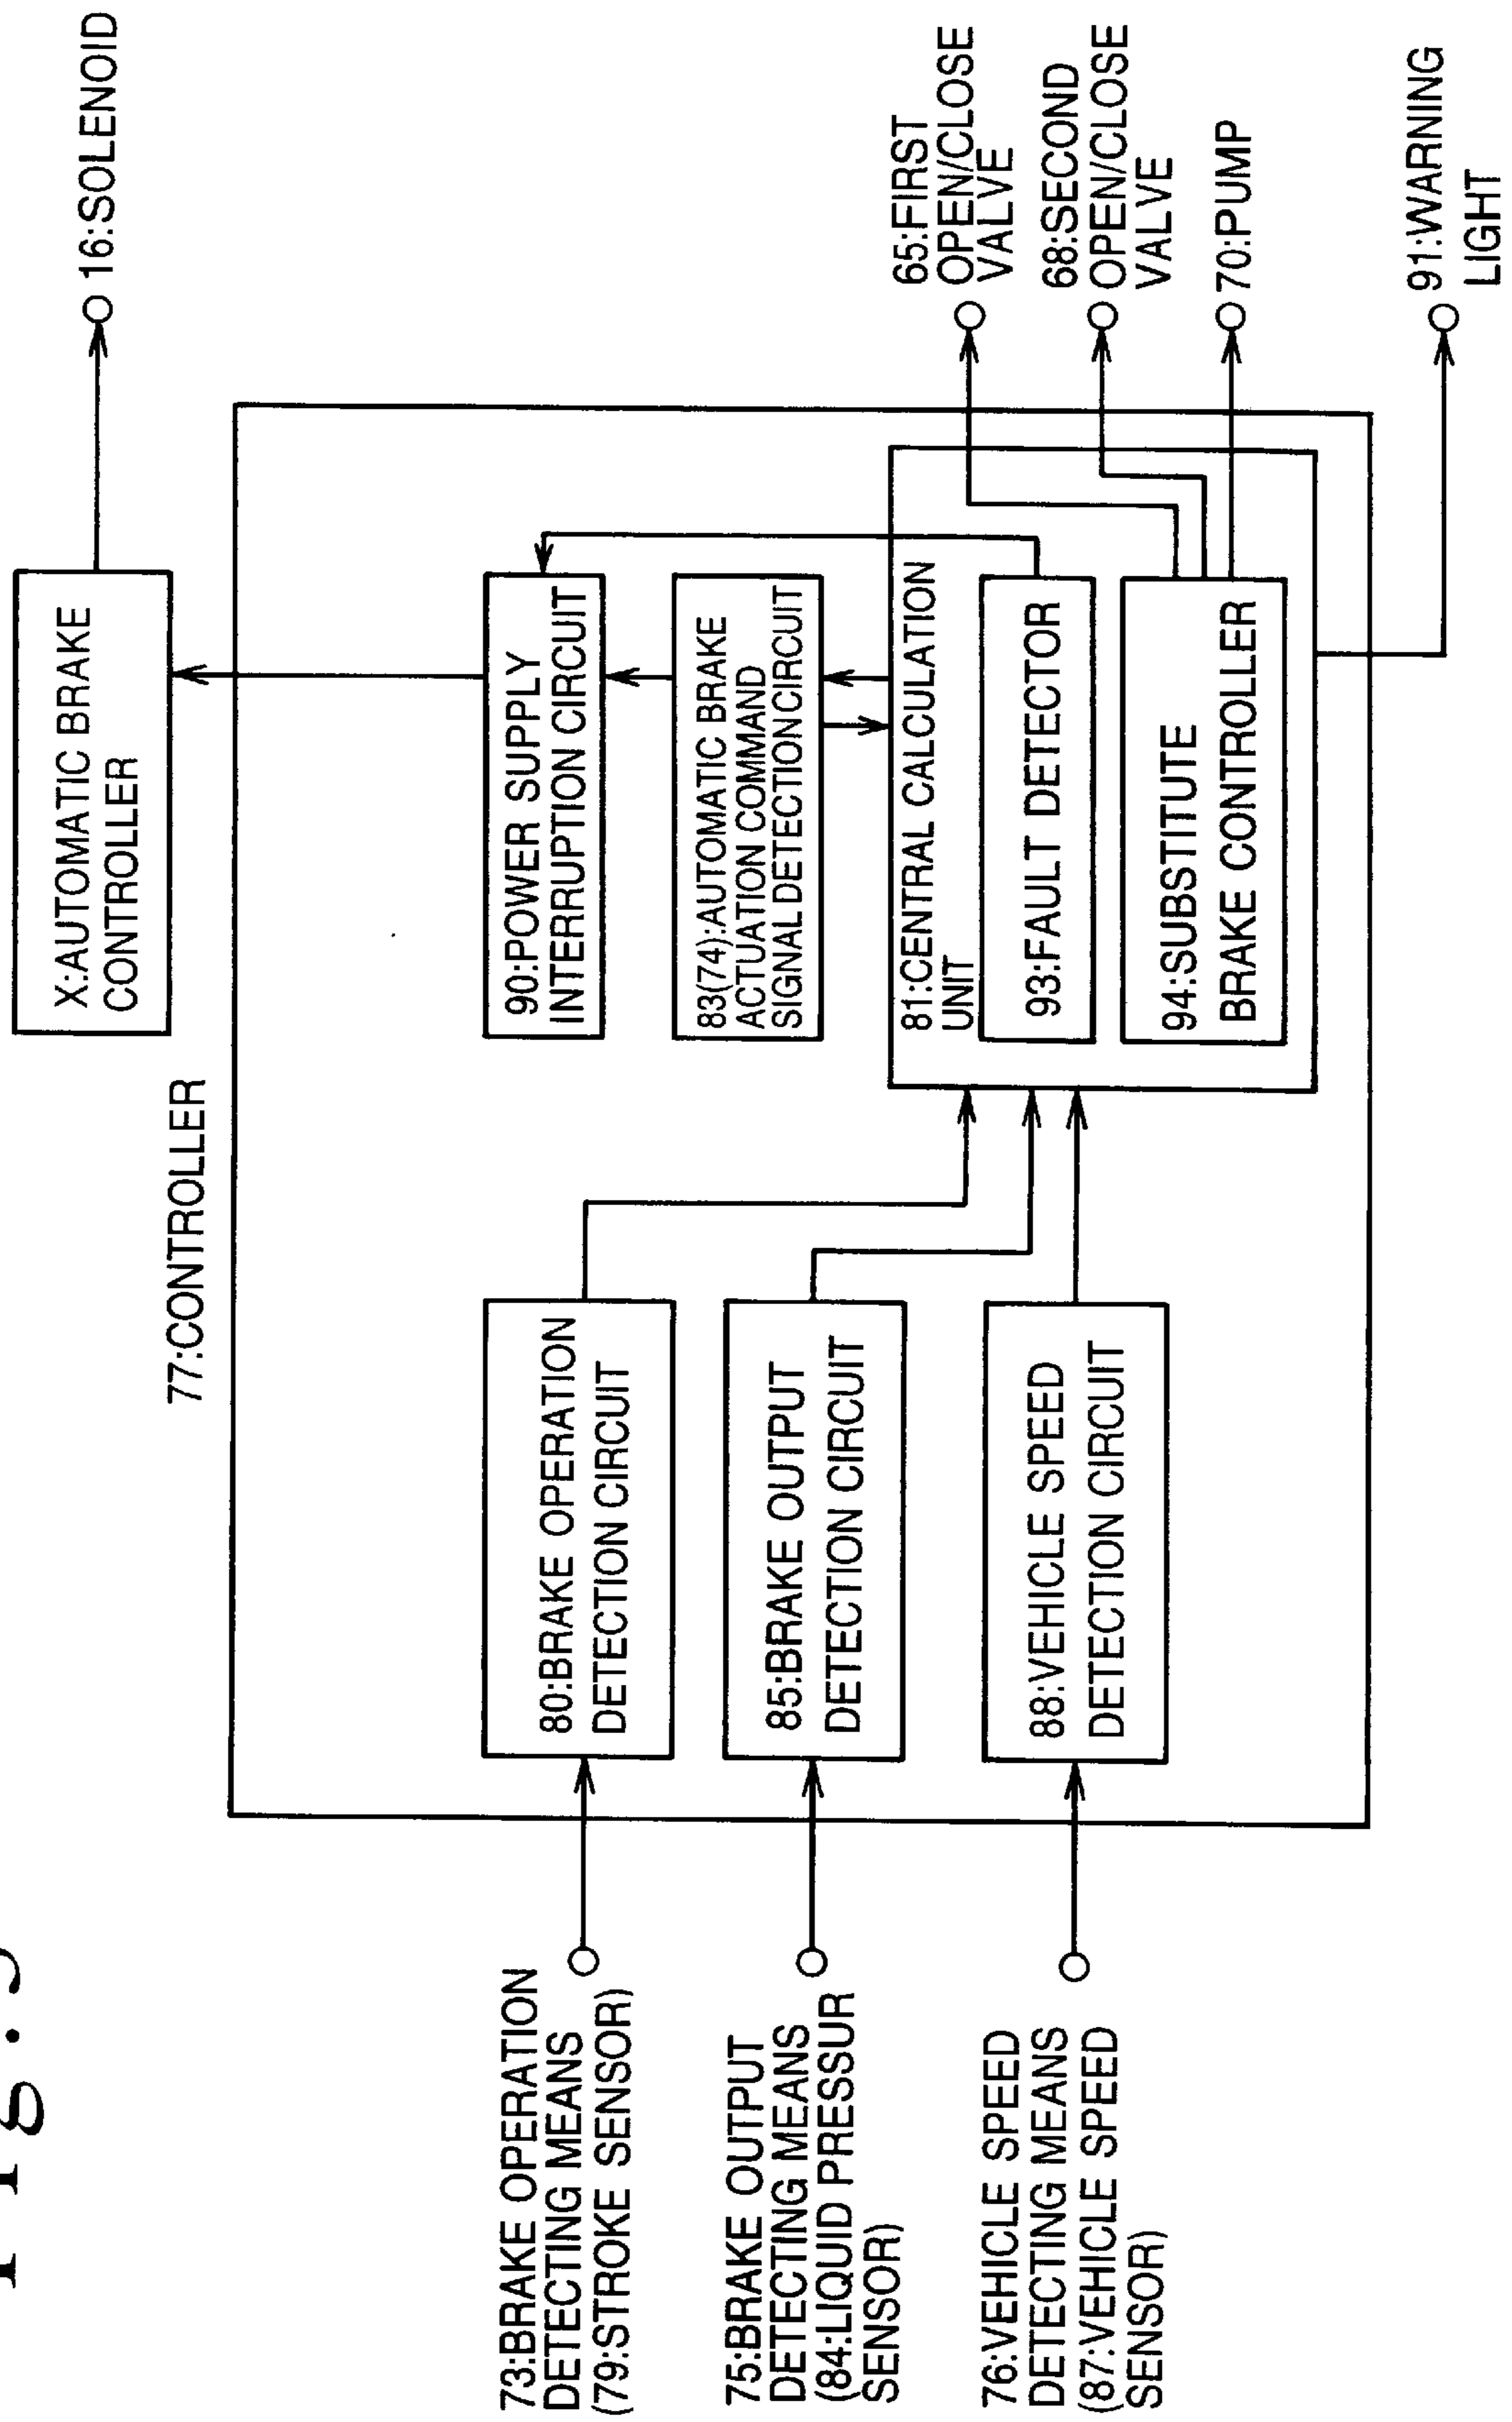 X:AUTOMATIC BRAKE
CONTROLLER
16:SOLENOID
77:CONTROLLER
73:BRAKE OPERATION
DETECTING MEANS
(79:STROKE SENSOR)
80:BRAKE OPERATION
DETECTION CIRCUIT
90:POWER SUPPLY
INTERRUPTION CIRCUIT
75:BRAKE OUTPUT
DETECTING MEANS
(84:LIQUID PRESSUR
SENSOR)
85:BRAKE OUTPUT
DETECTION CIRCUIT
83(74):AUTOMATIC BRAKE
ACTUATION COMMAND
SIGNAL DETECTION CIRCUIT
76:VEHICLE SPEED
DETECTING MEANS
(87:VEHICLE SPEED
SENSOR)
88:VEHICLE SPEED
DETECTION CIRCUIT
81:CENTRAL CALCULATION
UNIT
93:FAULT DETECTOR
94:SUBSTITUTE
BRAKE CONTROLLER
65:FIRST
OPEN/CLOSE
VALVE
68:SECOND
OPEN/CLOSE
VALVE
70:PUMP
91:WARNING
LIGHT